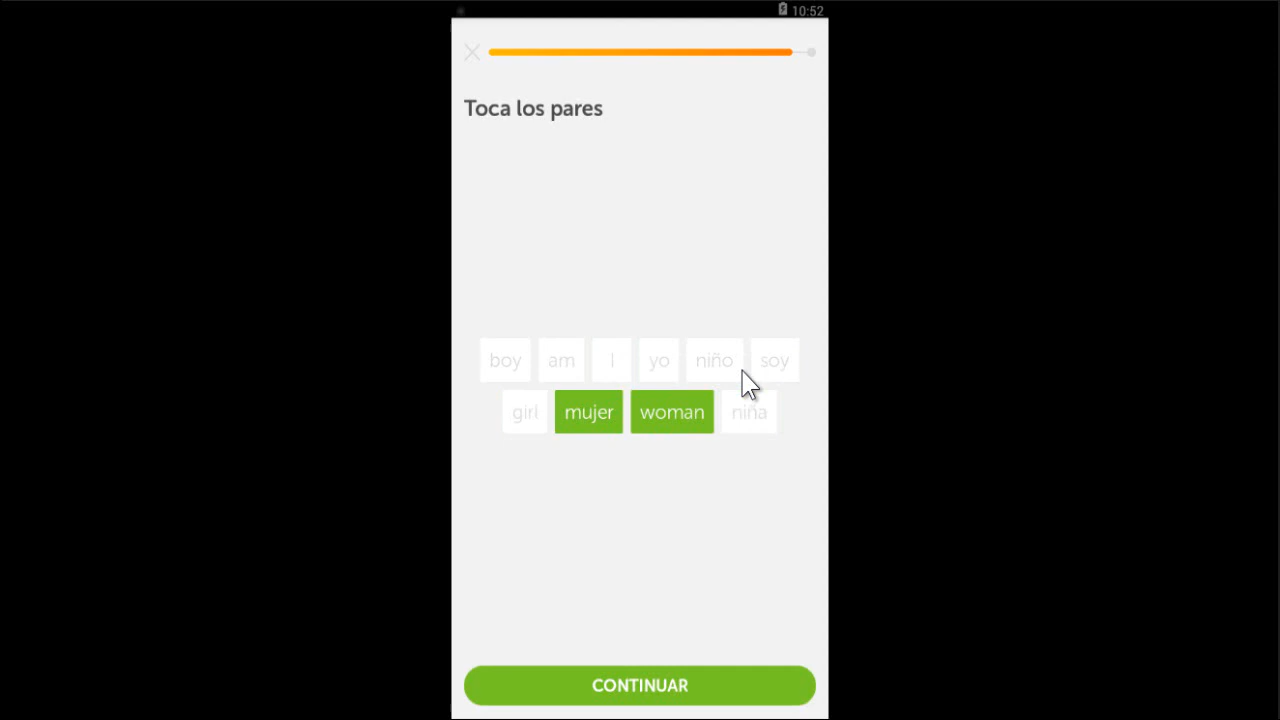 10:52
Toca los pares
boy am I yo niño soy
girl mujer woman niña
CONTINUAR